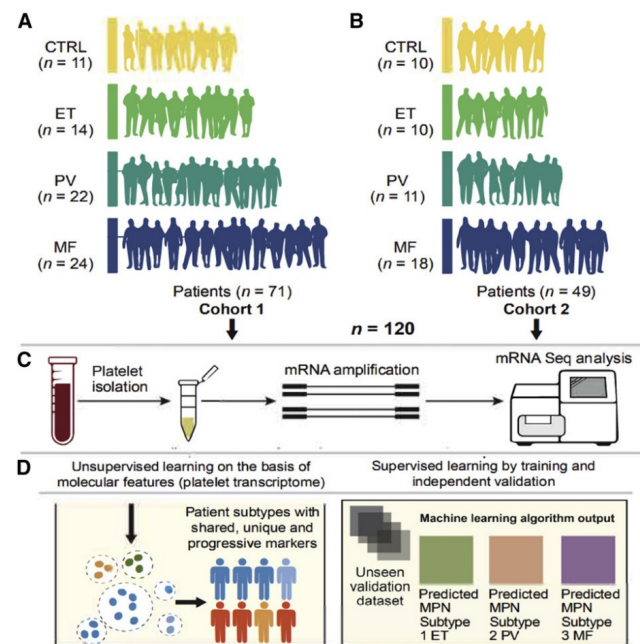 A
CTRL
(n = 11)
ET
(n = 14)
PV
(n = 22)
MF
(n = 24)
Patients (n = 71)
Cohort 1
B
CTRL
(n = 10)
ET
(n = 10)
PV
(n = 11)
MF
(n = 18)
Patients (n = 49)
Cohort 2
n = 120
C
Platelet
isolation
mRNA amplification
mRNA Seq analysis
D
Unsupervised learning on the basis of
molecular features (platelet transcriptome)
Patient subtypes with
shared, unique and
progressive markers
Supervised learning by training and
independent validation
Unseen
validation
dataset
Machine learning algorithm output
Predicted
MPN
Subtype
1 ET
Predicted
MPN
Subtype
2 PV
Predicted
MPN
Subtype
3 MF